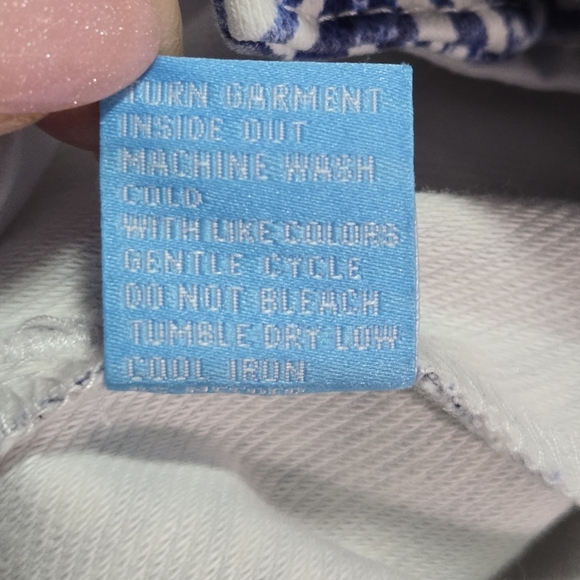 TURN GARMENT
INSIDE OUT
MACHINE WASH
COLD
WITH LIKE COLORS
GENTLE CYCLE
DO NOT BLEACH
TUMBLE DRY LOW
COOL IRON